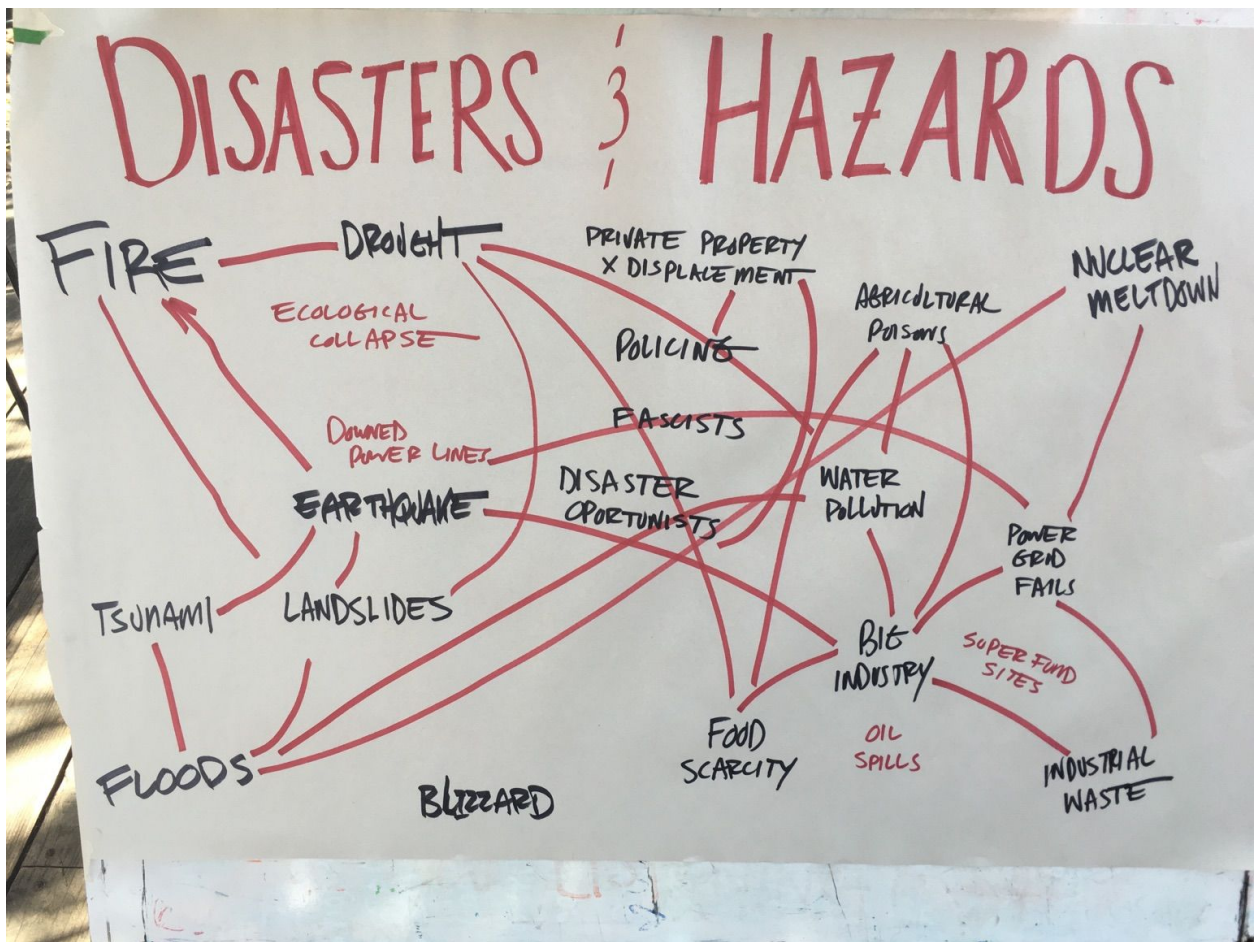 DISASTERS & HAZARDS
FIRE
DROUGHT
PRIVATE PROPERTY
X DISPLACEMENT
NUCLEAR
MELTDOWN
ECOLOGICAL
COLLAPSE
AGRICULTURAL
POISONS
POLICING
FASCISTS
DOWNED
POWER LINES
EARTHQUAKE
DISASTER
OPORTUNISTS
WATER
POLLUTION
POWER
GRID
FAILS
TSUNAMI
LANDSLIDES
BIG
INDUSTRY
SUPERFUND
SITES
FLOODS
BLIZZARD
FOOD
SCARCITY
OIL
SPILLS
INDUSTRIAL
WASTE